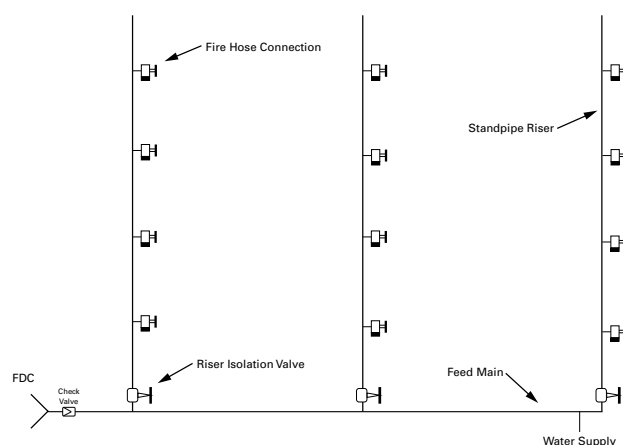 Fire Hose Connection
Standpipe Riser
Riser Isolation Valve
Feed Main
FDC
Check
Valve
Water Supply